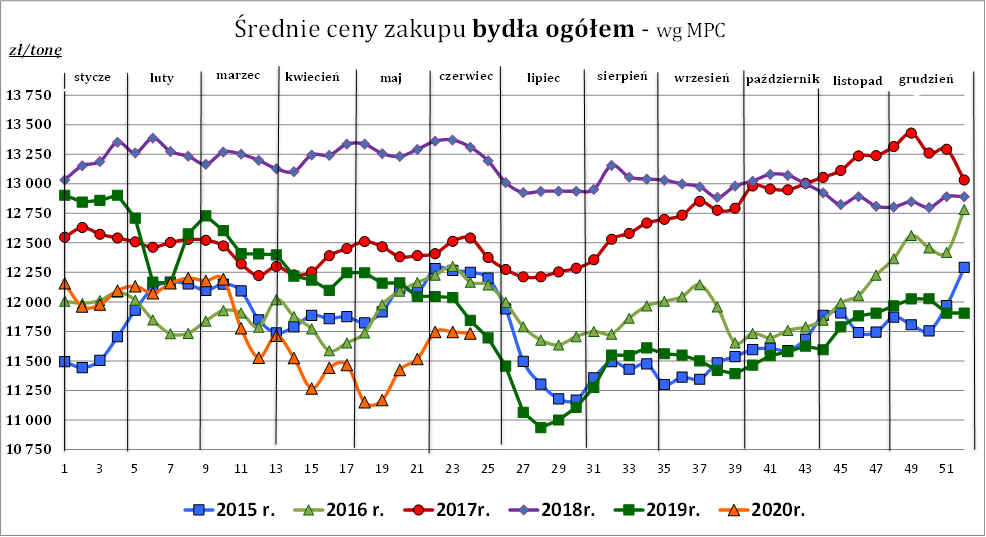 Średnie ceny zakupu bydła ogółem - wg MPC
zł/tonę
stycze luty marzec kwiecień maj czerwiec lipiec sierpień wrzesień październik listopad grudzień
13 750
13 500
13 250
13 000
12 750
12 500
12 250
12 000
11 750
11 500
11 250
11 000
10 750
1 3 5 7 9 11 13 15 17 19 21 23 25 27 29 31 33 35 37 39 41 43 45 47 49 51
2015 r. 2016 r. 2017r. 2018r. 2019r. 2020r.